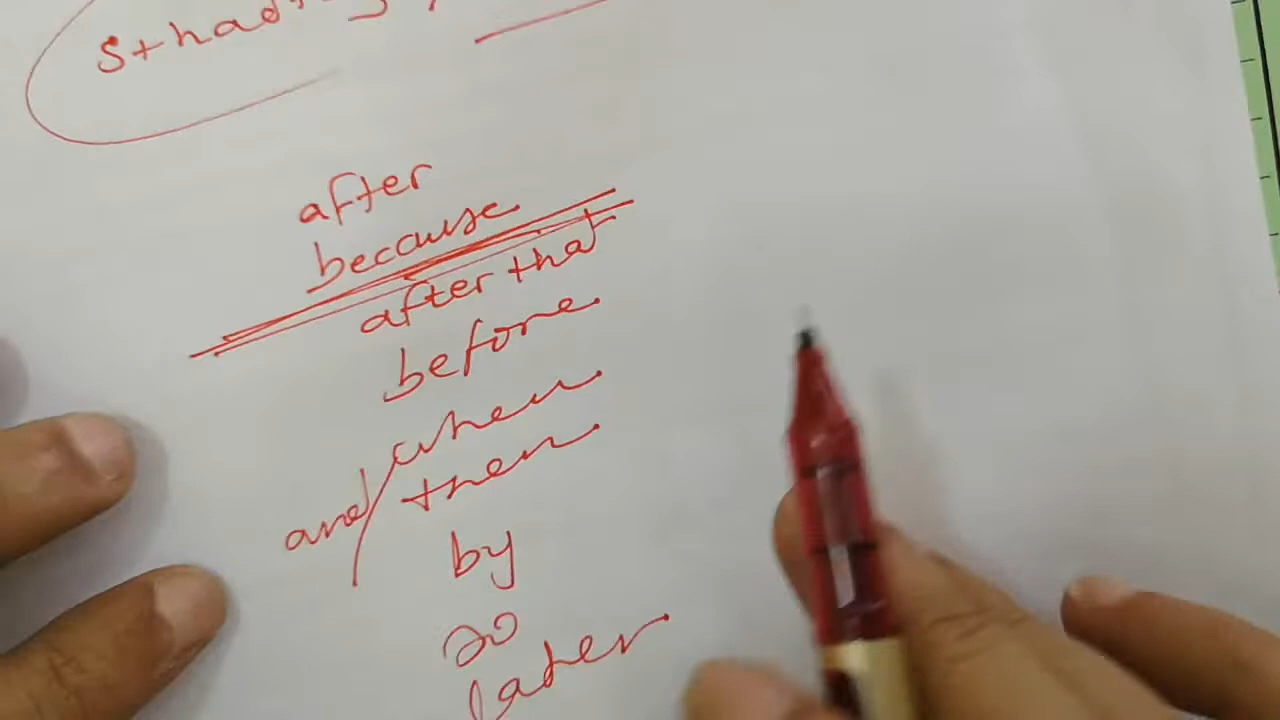 s+had+
after
because
after that
before
when
and/then
by
so
later